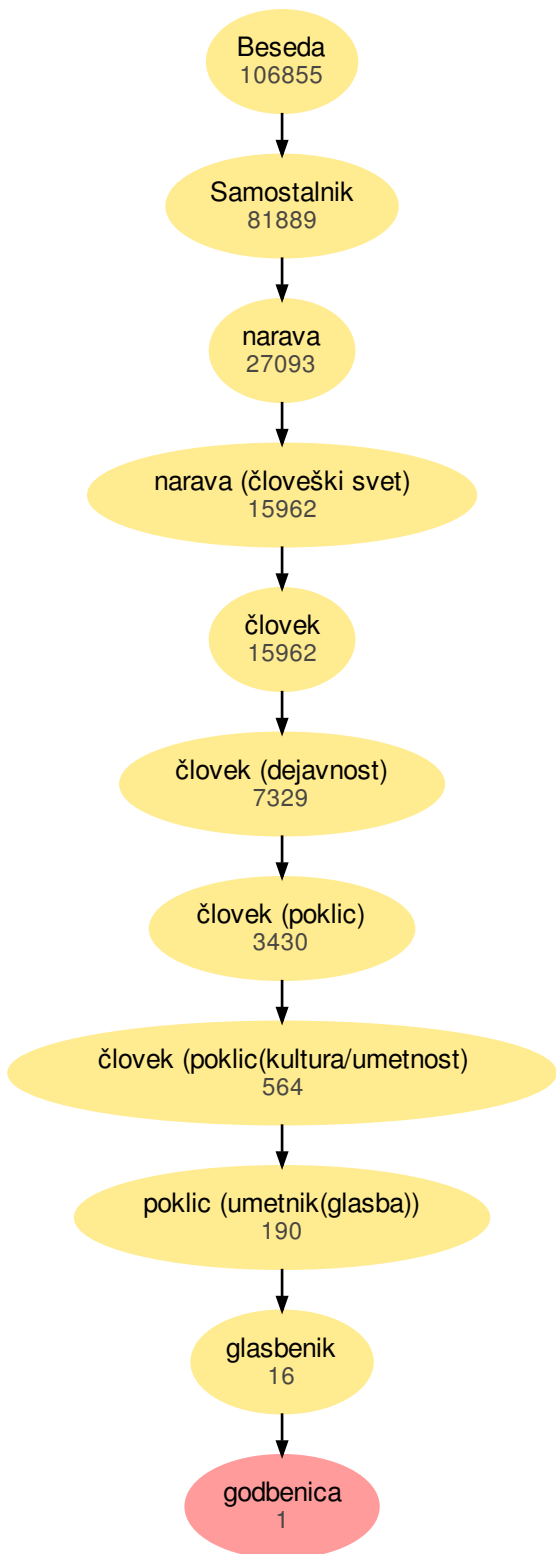 Beseda
106855
Samostalnik
81889
narava
27093
narava (človeški svet)
15962
človek
15962
človek (dejavnost)
7329
človek (poklic)
3430
človek (poklic(kultura/umetnost)
564
poklic (umetnik(glasba))
190
glasbenik
16
godbenica
1